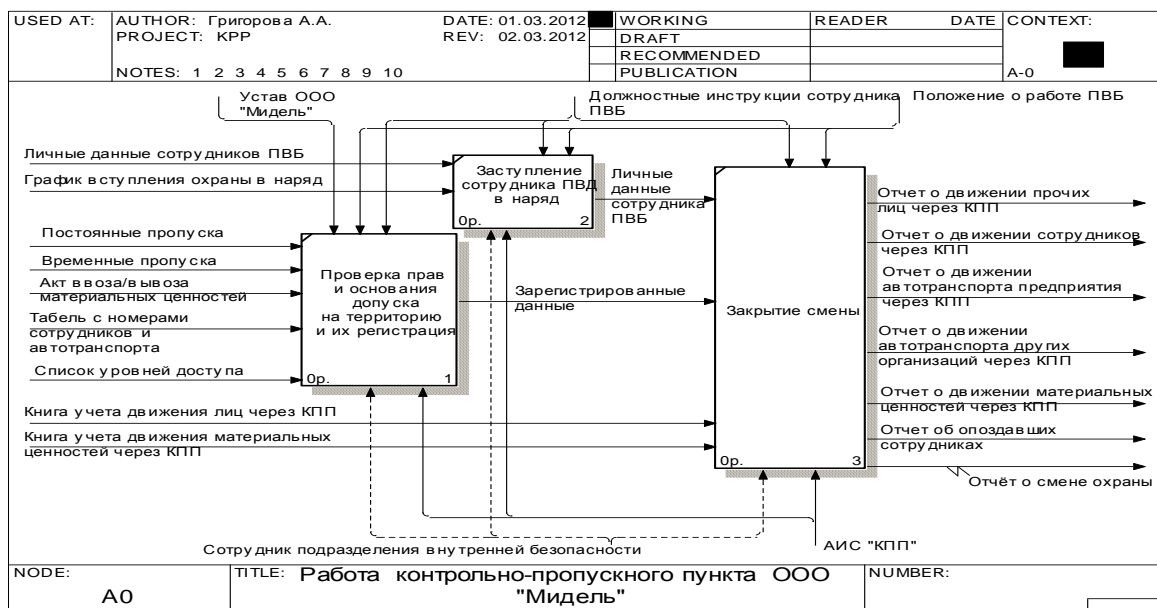 USED AT:
AUTHOR: Григорова А.А.
DATE: 01.03.2012
PROJECT: КРР
REV: 02.03.2012
NOTES: 1 2 3 4 5 6 7 8 9 10
WORKING
DRAFT
RECOMMENDED
PUBLICATION
READER
DATE
CONTEXT:
A-0
Устав ООО
"Мидель"
Должностные инструкции сотрудника
ПВБ
Положение о работе ПВБ
Личные данные сотрудников ПВБ
График вступления охраны в наряд
Заступление
сотрудника ПВД
в наряд
0р.
2
Личные
данные
сотрудника
ПВБ
Постоянные пропуска
Временные пропуска
Акт ввоза/вывоза
материальных ценностей
Табель с номерами
сотрудников и
автотранспорта
Список уровней доступа
Проверка прав
и основания
допуска
на территорию
и их регистрация
0р.
1
Зарегистрированные
данные
Закрытие смены
0р.
3
Книга учета движения лиц через КПП
Книга учета движения материальных
ценностей через КПП
Отчет о движении прочих
лиц через КПП
Отчет о движении сотрудников
через КПП
Отчет о движении
автотранспорта предприятия
через КПП
Отчет о движении
автотранспорта других
организаций через КПП
Отчет о движении материальных
ценностей через КПП
Отчет об опоздавших
сотрудниках
Отчёт о смене охраны
Сотрудник подразделения внутренней безопасности
АИС "КПП"
NODE:
A0
TITLE:
Работа контрольно-пропускного пункта ООО
"Мидель"
NUMBER: